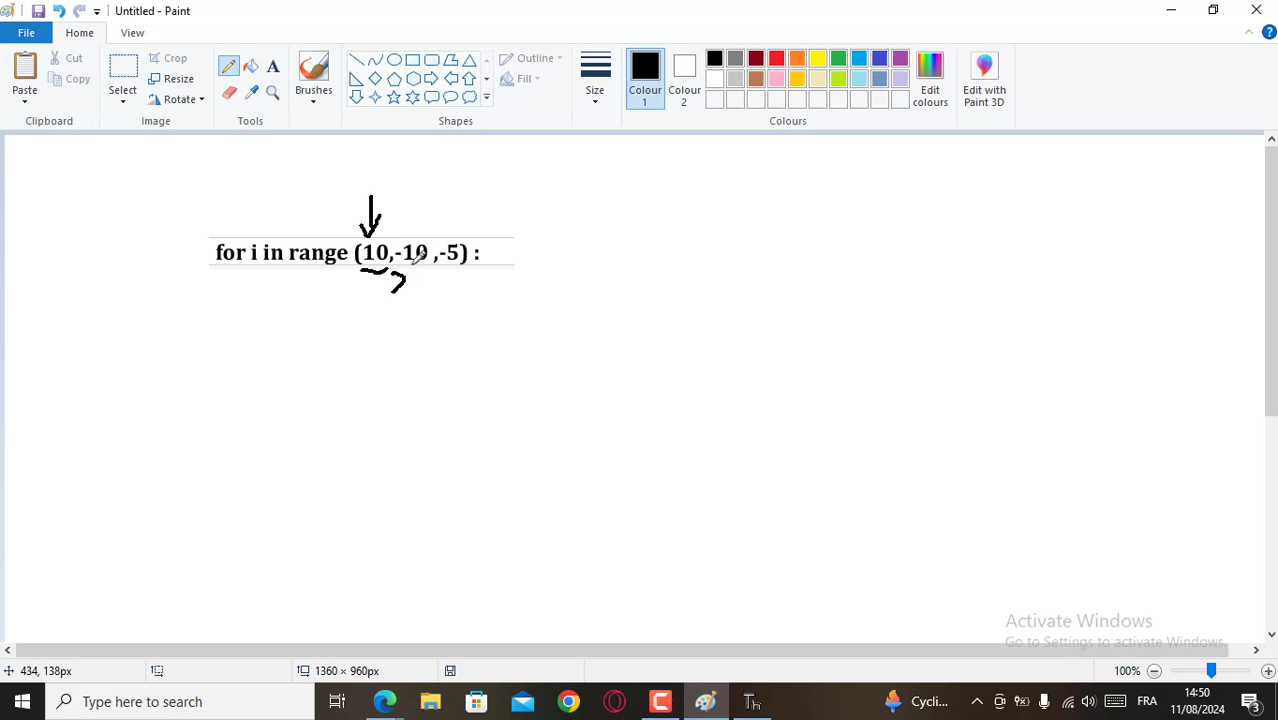 Untitled - Paint
File Home View
Paste
Cut
Copy
Clipboard
Select
Crop
Resize
Rotate
Image
A
Tools
Brushes
Shapes
Outline
Fill
Size
Colour 1
Colour 2
Edit colours
Edit with Paint 3D
Colours
for i in range (10,-10 ,-5) :
Activate Windows
Go to Settings to activate Windows.
434, 138px
1360 × 960px
100%
Type here to search
Cycli...
FRA
14:50
11/08/2024
3